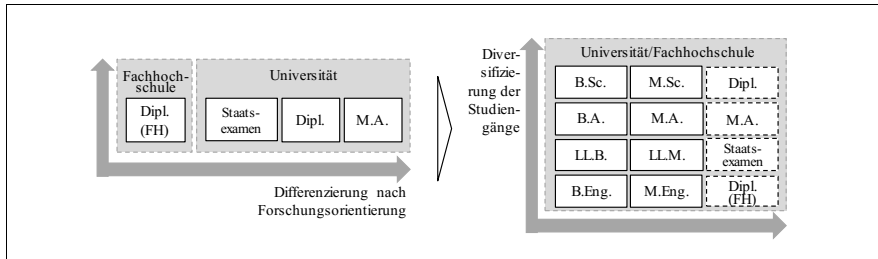 Fachhoch-
schule
Universität
Dipl.
(FH)
Staats-
examen
Dipl.
M.A.
Differenzierung nach
Forschungsorientierung
Diver-
sifizie-
rung der
Studien-
gänge
Universität/Fachhochschule
B.Sc.
M.Sc.
Dipl.
B.A.
M.A.
M.A.
LL.B.
LL.M.
Staats-
examen
B.Eng.
M.Eng.
Dipl.
(FH)